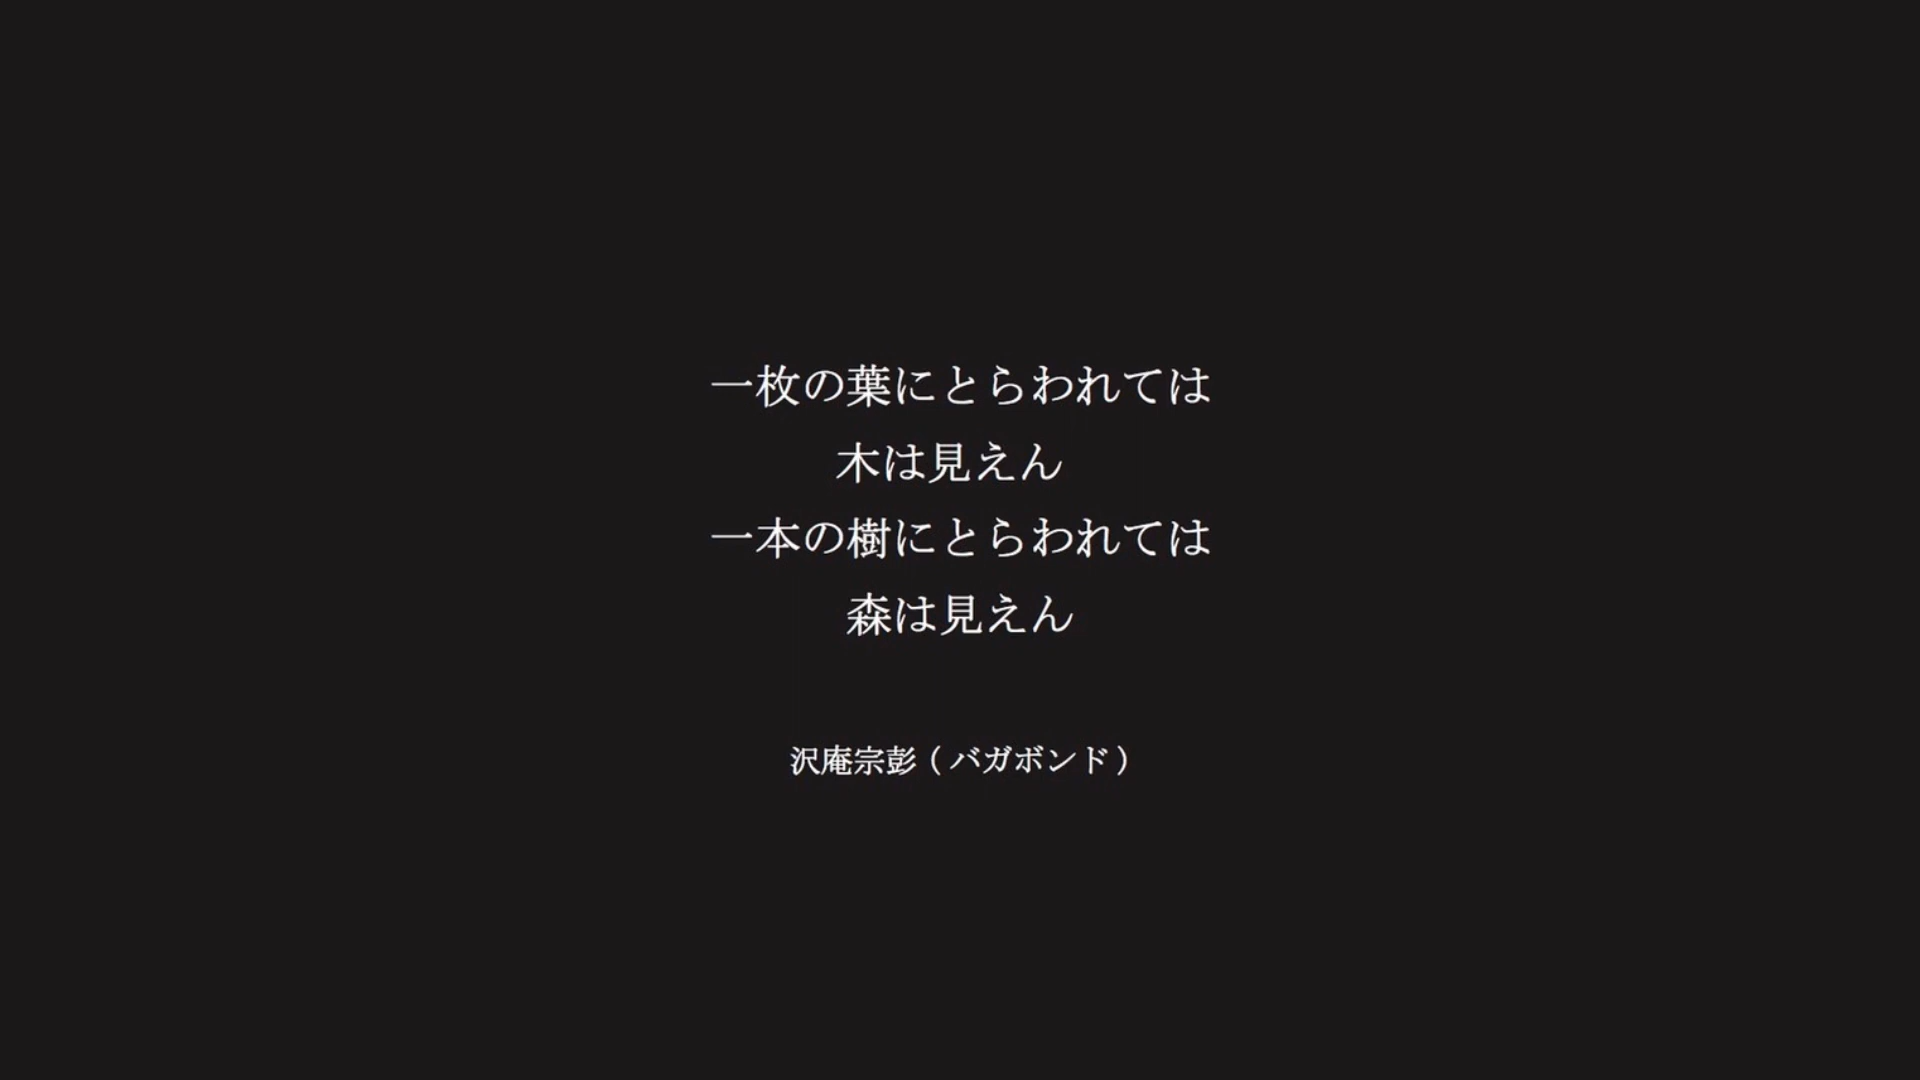 一枚の葉にとらわれては
木は見えん
一本の樹にとらわれては
森は見えん
沢庵宗彭（バガボンド）